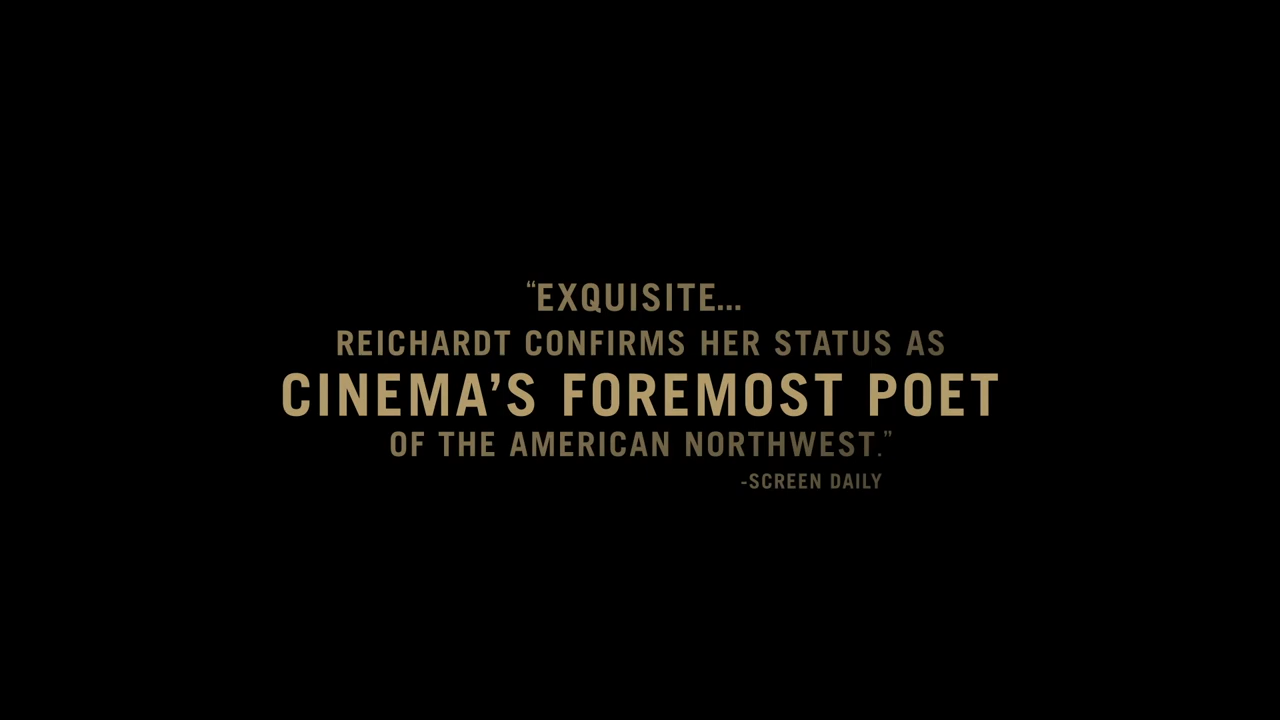 “EXQUISITE...
REICHARDT CONFIRMS HER STATUS AS
CINEMA’S FOREMOST POET
OF THE AMERICAN NORTHWEST.”
-SCREEN DAILY